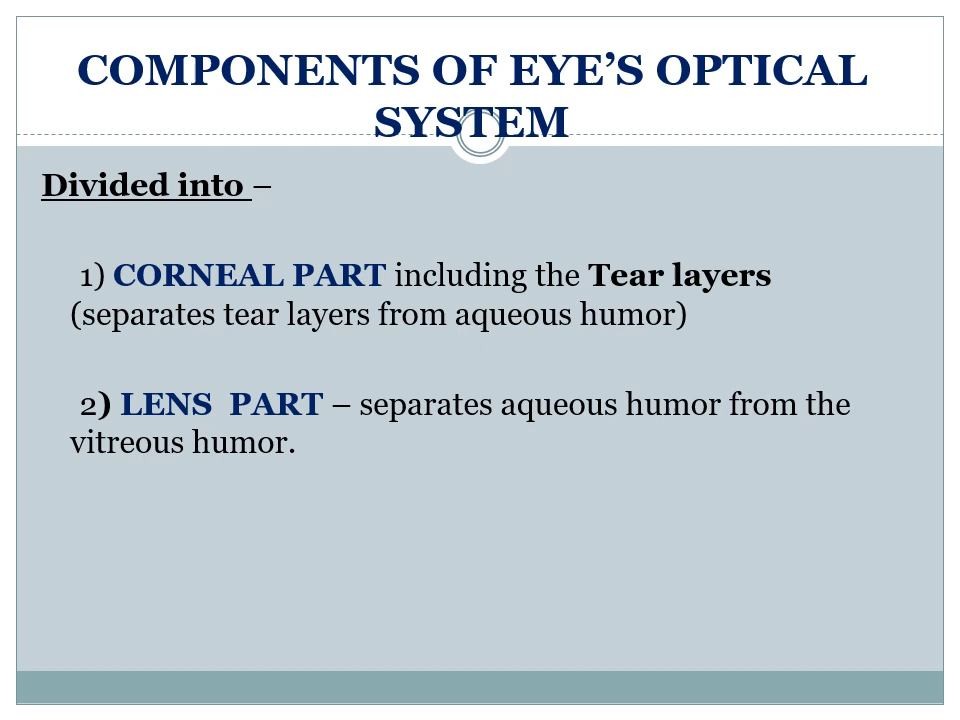 COMPONENTS OF EYE’S OPTICAL
SYSTEM
Divided into –
1) CORNEAL PART including the Tear layers
(separates tear layers from aqueous humor)
2) LENS PART – separates aqueous humor from the
vitreous humor.